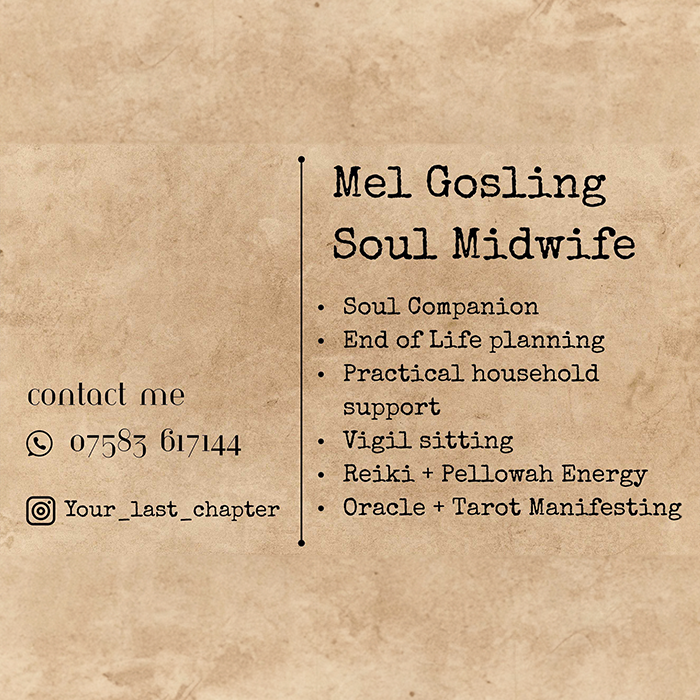 Mel Gosling
Soul Midwife
• Soul Companion
• End of Life planning
• Practical household
support
• Vigil sitting
• Reiki + Pellowah Energy
• Oracle + Tarot Manifesting
contact me
07583 617144
Your_last_chapter